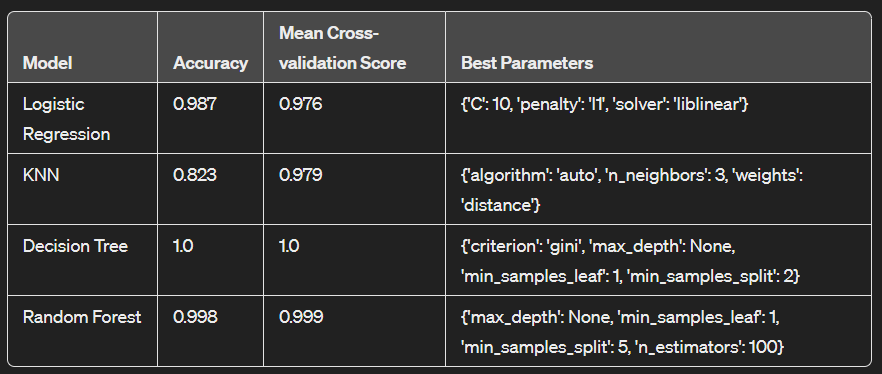 Model Accuracy Mean Cross-
validation Score Best Parameters
Logistic
Regression 0.987 0.976 {'C': 10, 'penalty': 'l1', 'solver': 'liblinear'}
KNN 0.823 0.979 {'algorithm': 'auto', 'n_neighbors': 3, 'weights':
'distance'}
Decision Tree 1.0 1.0 {'criterion': 'gini', 'max_depth': None,
'min_samples_leaf': 1, 'min_samples_split': 2}
Random Forest 0.998 0.999 {'max_depth': None, 'min_samples_leaf': 1,
'min_samples_split': 5, 'n_estimators': 100}